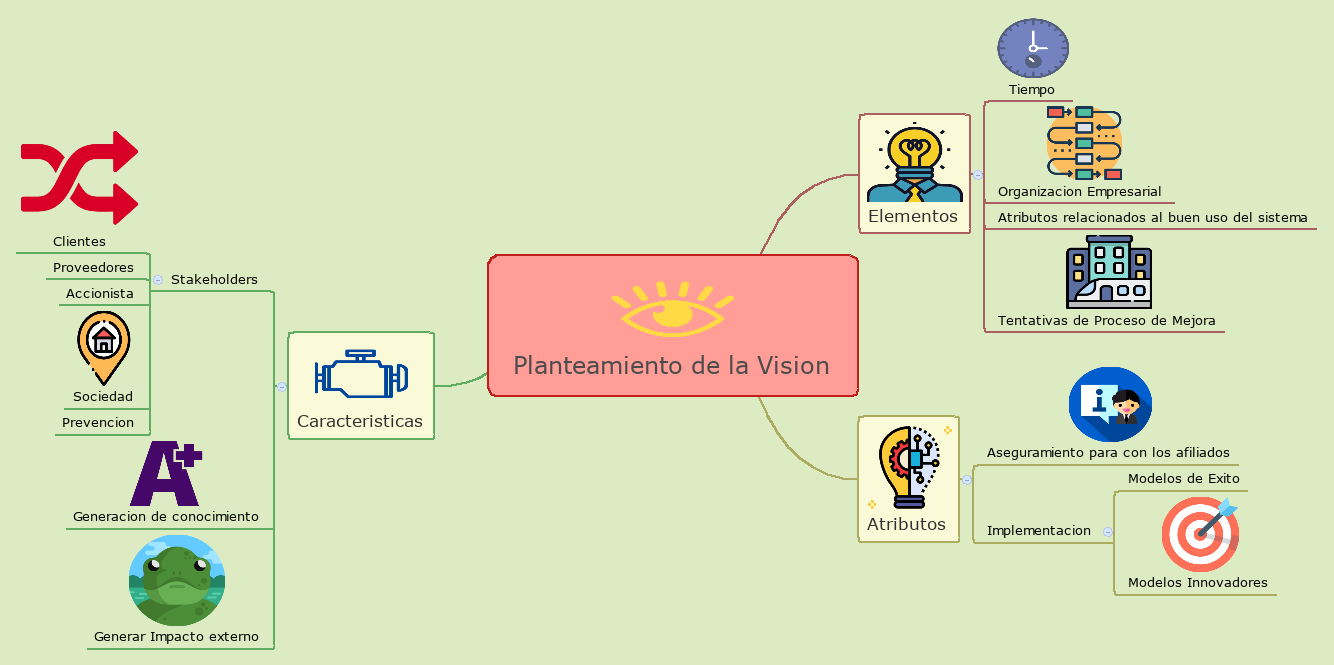 Planteamiento de la Vision
Elementos
Tiempo
Organizacion Empresarial
Atributos relacionados al buen uso del sistema
Tentativas de Proceso de Mejora
Atributos
Aseguramiento para con los afiliados
Implementacion
Modelos de Exito
Modelos Innovadores
Caracteristicas
Stakeholders
Clientes
Proveedores
Accionista
Sociedad
Prevencion
A+
Generacion de conocimiento
Generar Impacto externo